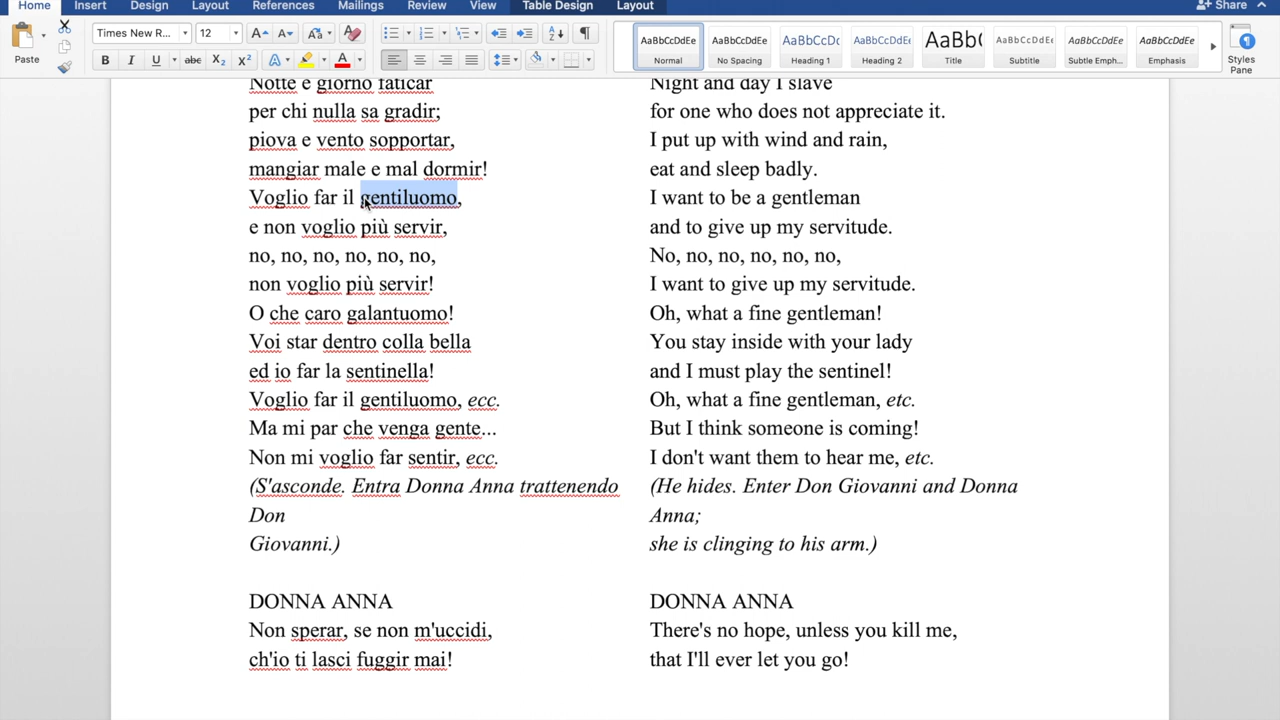 Home Insert Design Layout References Mailings Review View Table Design Layout Share
Paste Times New R... 12 AaBbCcDdEe AaBbCcDdEe AaBbCcDc AaBbCcDdEe AaBb( AaBbCcDdEe AaBbCcDdEe AaBbCcDdEe
B I U abc X₂ X² A A Normal No Spacing Heading 1 Heading 2 Title Subtitle Subtle Emph... Emphasis Styles Pane
Notte e giorno faticar
per chi nulla sa gradir;
piova e vento sopportar,
mangiar male e mal dormir!
Voglio far il gentiluomo,
e non voglio più servir,
no, no, no, no, no, no,
non voglio più servir!
O che caro galantuomo!
Voi star dentro colla bella
ed io far la sentinella!
Voglio far il gentiluomo, ecc.
Ma mi par che venga gente...
Non mi voglio far sentir, ecc.
(S'asconde. Entra Donna Anna trattenendo
Don
Giovanni.)
DONNA ANNA
Non sperar, se non m'uccidi,
ch'io ti lasci fuggir mai!
Night and day I slave
for one who does not appreciate it.
I put up with wind and rain,
eat and sleep badly.
I want to be a gentleman
and to give up my servitude.
No, no, no, no, no, no,
I want to give up my servitude.
Oh, what a fine gentleman!
You stay inside with your lady
and I must play the sentinel!
Oh, what a fine gentleman, etc.
But I think someone is coming!
I don't want them to hear me, etc.
(He hides. Enter Don Giovanni and Donna
Anna;
she is clinging to his arm.)
DONNA ANNA
There's no hope, unless you kill me,
that I'll ever let you go!